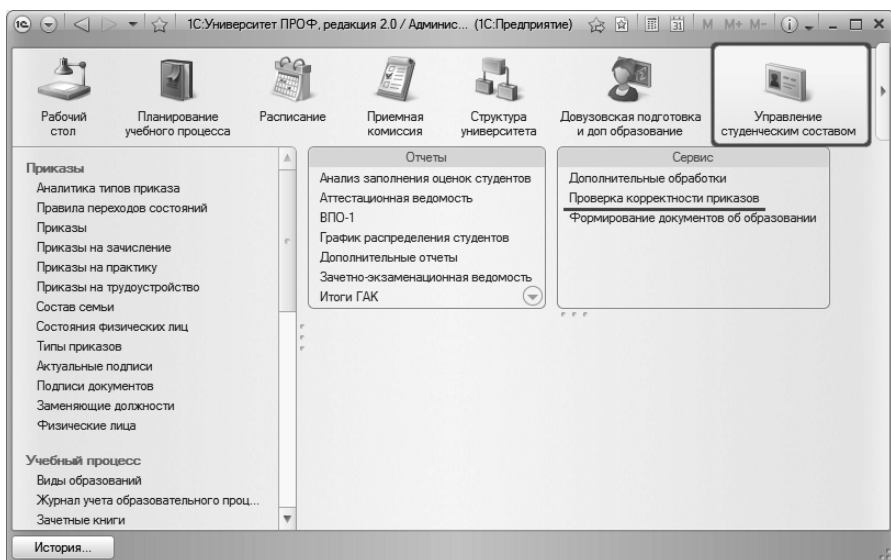 1С:Университет ПРОФ, редакция 2.0 / Админис... (1С:Предприятие)
M M+ M-
Рабочий
стол
Планирование
учебного процесса
Расписание
Приемная
комиссия
Структура
университета
Довузовская подготовка
и доп образование
Управление
студенческим составом
Приказы
Аналитика типов приказа
Правила переходов состояний
Приказы
Приказы на зачисление
Приказы на практику
Приказы на трудоустройство
Состав семьи
Состояния физических лиц
Типы приказов
Актуальные подписи
Подписи документов
Заменяющие должности
Физические лица
Учебный процесс
Виды образований
Журнал учета образовательного проц...
Зачетные книги
Отчеты
Анализ заполнения оценок студентов
Аттестационная ведомость
ВПО-1
График распределения студентов
Дополнительные отчеты
Зачетно-экзаменационная ведомость
Итоги ГАК
Сервис
Дополнительные обработки
Проверка корректности приказов
Формирование документов об образовании
История...